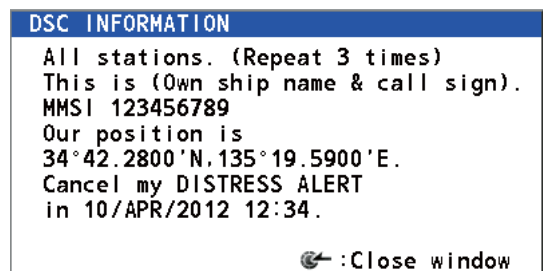 DSC INFORMATION
All stations. (Repeat 3 times)
This is (Own ship name & call sign).
MMSI 123456789
Our position is
34°42.2800'N,135°19.5900'E.
Cancel my DISTRESS ALERT
in 10/APR/2012 12:34.
:Close window